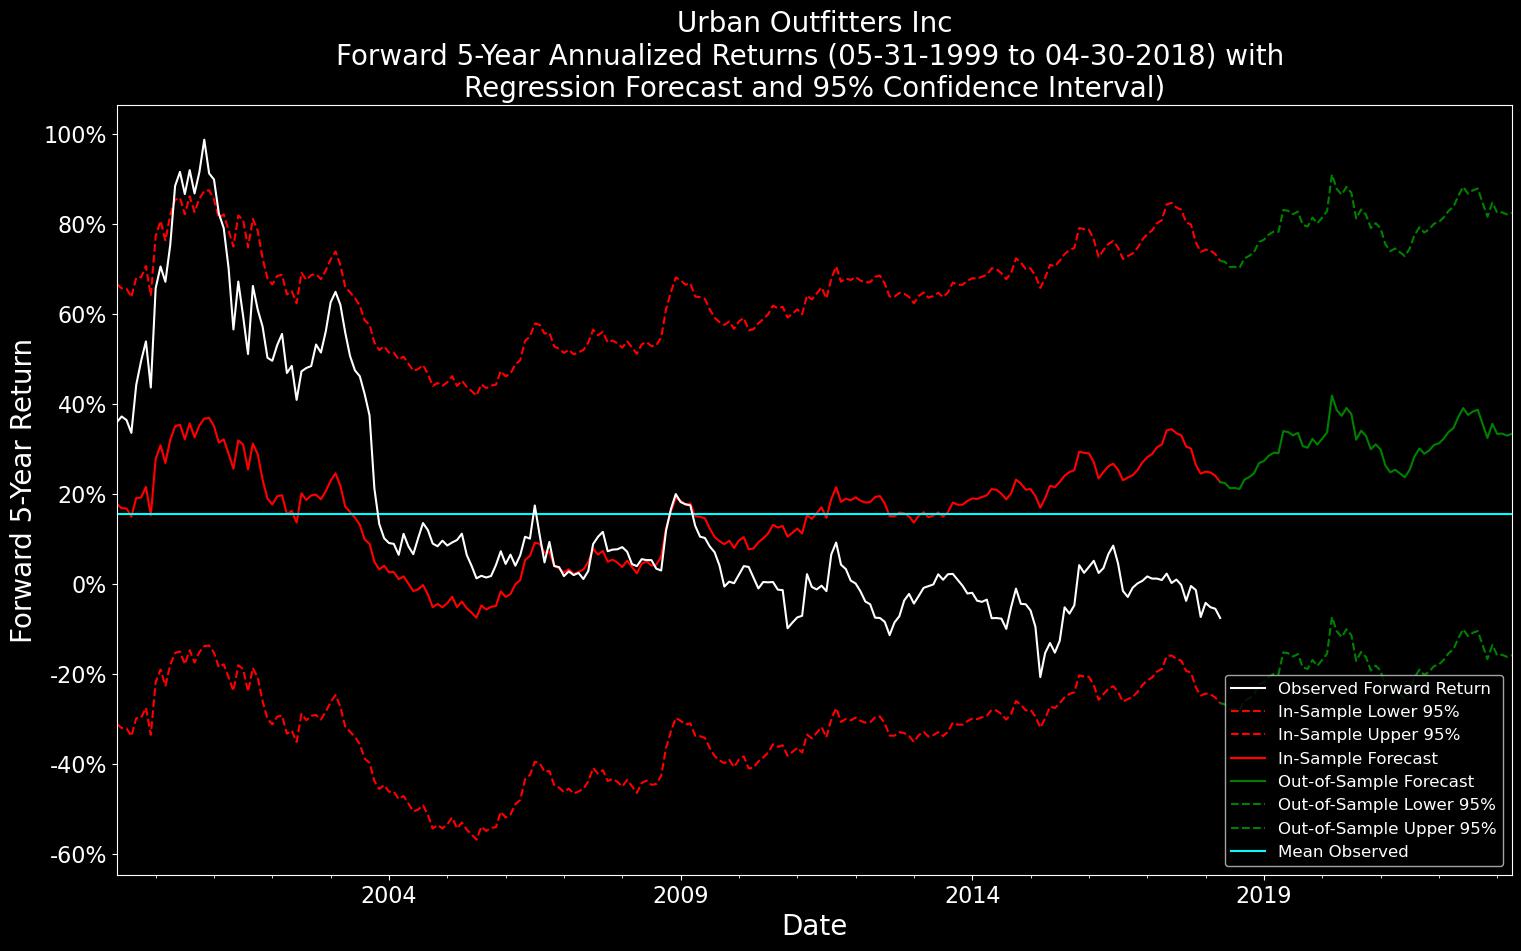 Urban Outfitters Inc
Forward 5-Year Annualized Returns (05-31-1999 to 04-30-2018) with
Regression Forecast and 95% Confidence Interval)
Forward 5-Year Return
100%
80%
60%
40%
20%
0%
-20%
-40%
-60%
Observed Forward Return
In-Sample Lower 95%
In-Sample Upper 95%
In-Sample Forecast
Out-of-Sample Forecast
Out-of-Sample Lower 95%
Out-of-Sample Upper 95%
Mean Observed
2004
2009
2014
2019
Date